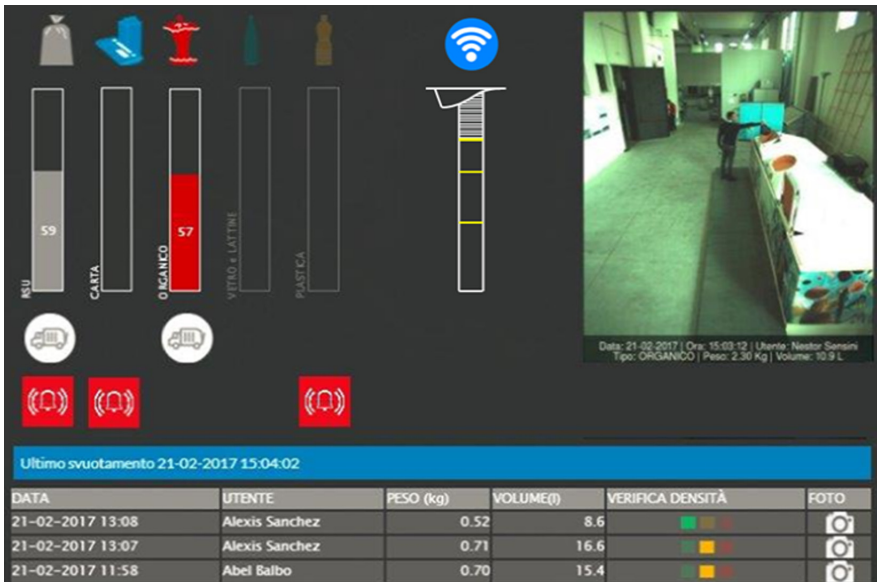 59
57
RSU
CARTA
ORGANICO
VETRO e LATTINE
PLASTICA
Data: 21-02-2017 | Ora: 15:03:12 | Utente: Nestor Sensini
Tipo: ORGANICO | Peso: 2.30 Kg | Volume: 10.9 L
Ultimo svuotamento 21-02-2017 15:04:02
DATA UTENTE PESO (kg) VOLUME(l) VERIFICA DENSITÀ FOTO
21-02-2017 13:08 Alexis Sanchez 0.52 8.6
21-02-2017 13:07 Alexis Sanchez 0.71 16.6
21-02-2017 11:58 Abel Balbo 0.70 15.4